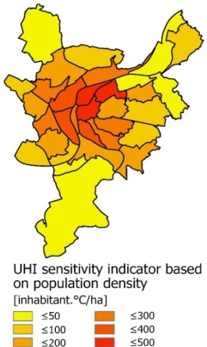 UHI sensitivity indicator based
on population density
[inhabitant.°C/ha]
≤50 ≤300
≤100 ≤400
≤200 ≤500